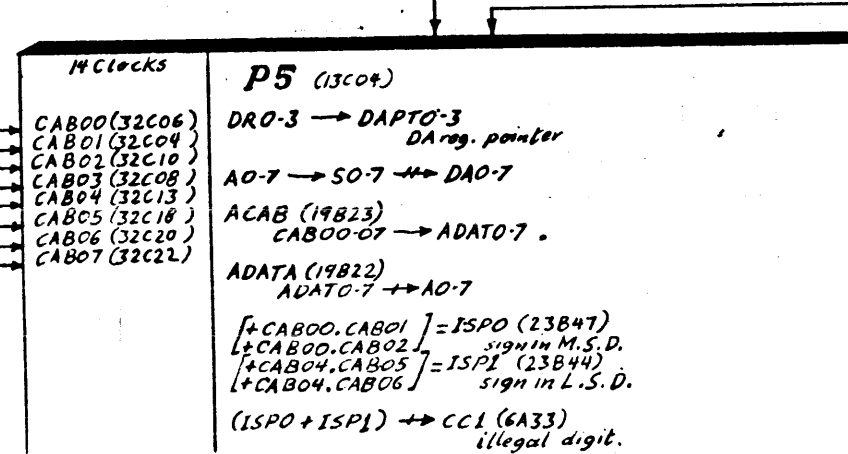 14 Clocks
CAB00(32C06)
CAB01(32C04)
CAB02(32C10)
CAB03(32C08)
CAB04(32C13)
CAB05(32C18)
CAB06(32C20)
CAB07(32C22)
P5 (13C04)
DR0-3 → DAPT0-3
DA reg. pointer
A0-7 → S0-7 ⇸ DA0-7
ACAB (19B23)
CAB00-07 → ADAT0-7 .
ADATA (19B22)
ADAT0-7 ⇸ A0-7
[+CAB00.CAB01 ] = ISP0 (23B47)
[+CAB00.CAB02] sign in M.S.D.
[+CAB04.CAB05 ] = ISP1 (23B44)
[+CAB04.CAB06 ] sign in L.S.D.
(ISP0 + ISP1) ⇸ CC1 (6A33)
illegal digit.